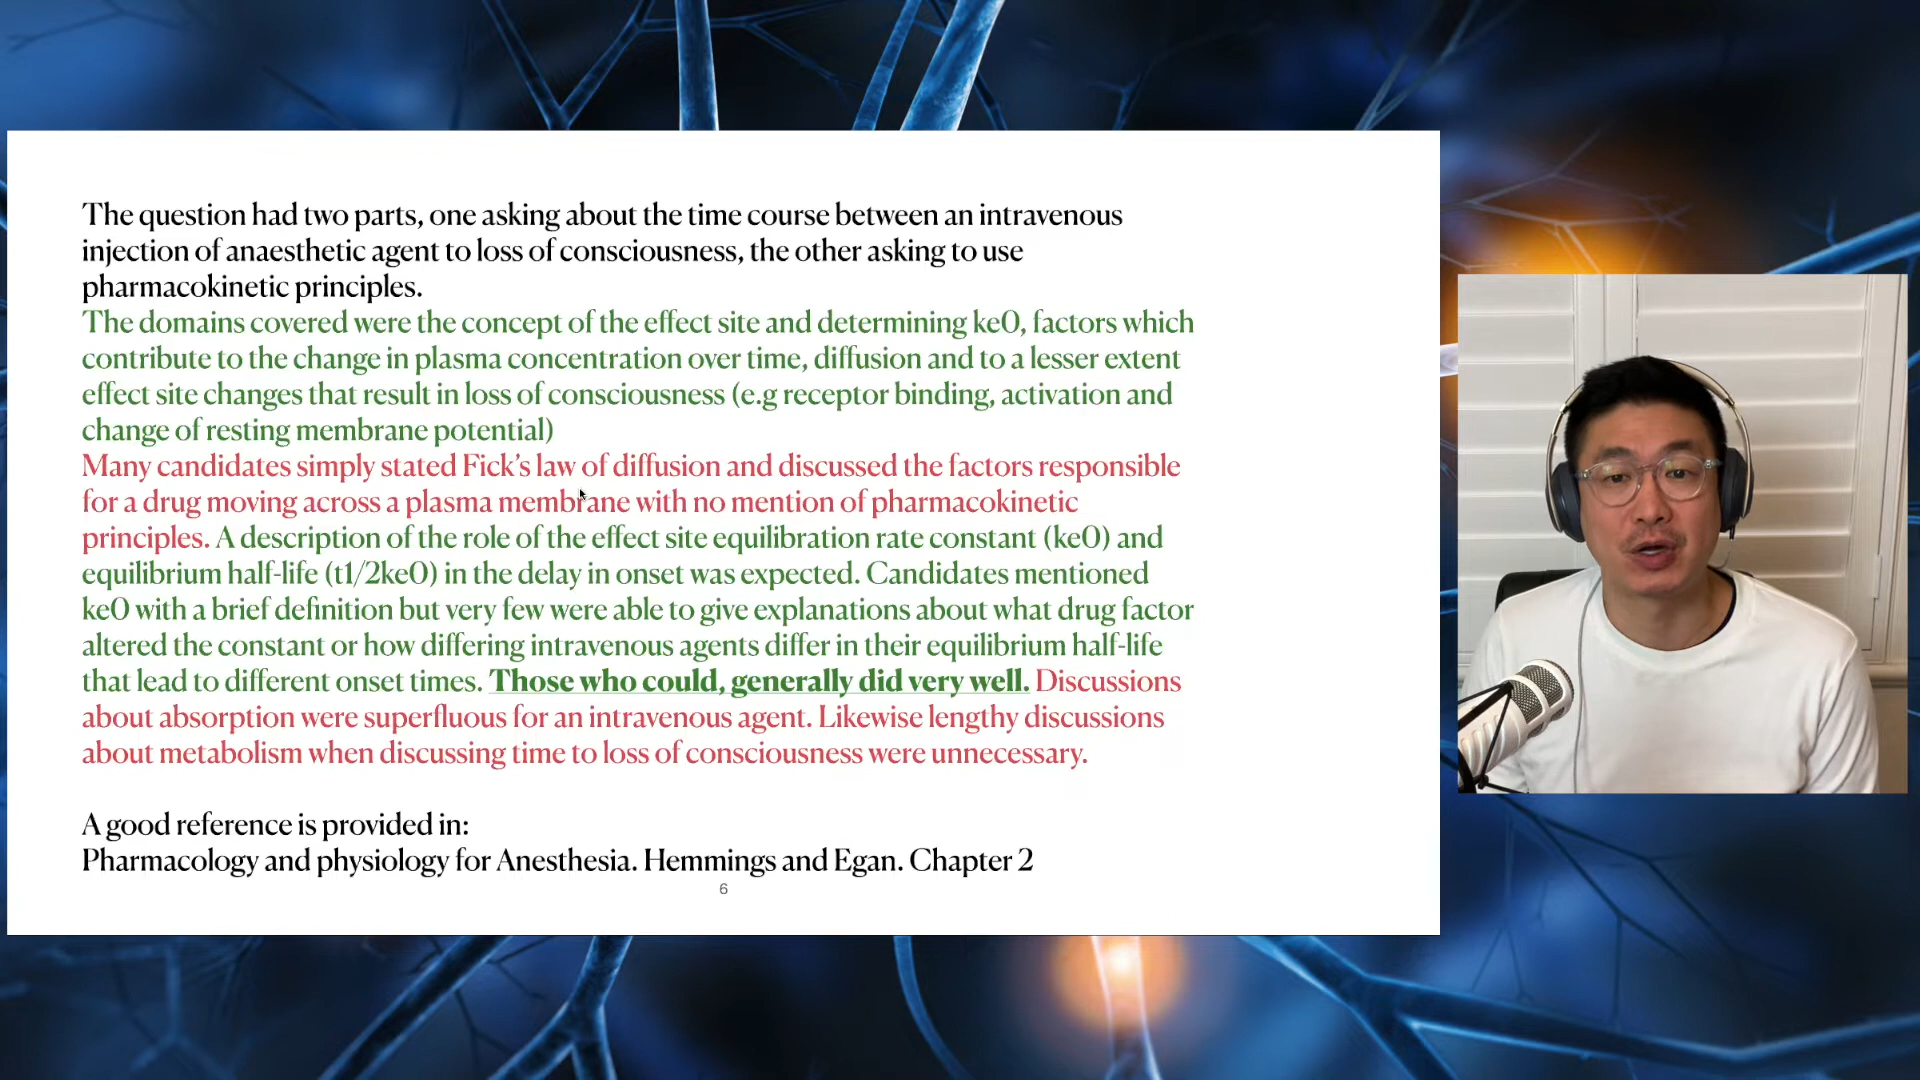 The question had two parts, one asking about the time course between an intravenous
injection of anaesthetic agent to loss of consciousness, the other asking to use
pharmacokinetic principles.
The domains covered were the concept of the effect site and determining ke0, factors which
contribute to the change in plasma concentration over time, diffusion and to a lesser extent
effect site changes that result in loss of consciousness (e.g receptor binding, activation and
change of resting membrane potential)
Many candidates simply stated Fick's law of diffusion and discussed the factors responsible
for a drug moving across a plasma membrane with no mention of pharmacokinetic
principles. A description of the role of the effect site equilibration rate constant (ke0) and
equilibrium half-life (t1/2ke0) in the delay in onset was expected. Candidates mentioned
ke0 with a brief definition but very few were able to give explanations about what drug factor
altered the constant or how differing intravenous agents differ in their equilibrium half-life
that lead to different onset times. Those who could, generally did very well. Discussions
about absorption were superfluous for an intravenous agent. Likewise lengthy discussions
about metabolism when discussing time to loss of consciousness were unnecessary.
A good reference is provided in:
Pharmacology and physiology for Anesthesia. Hemmings and Egan. Chapter 2
6